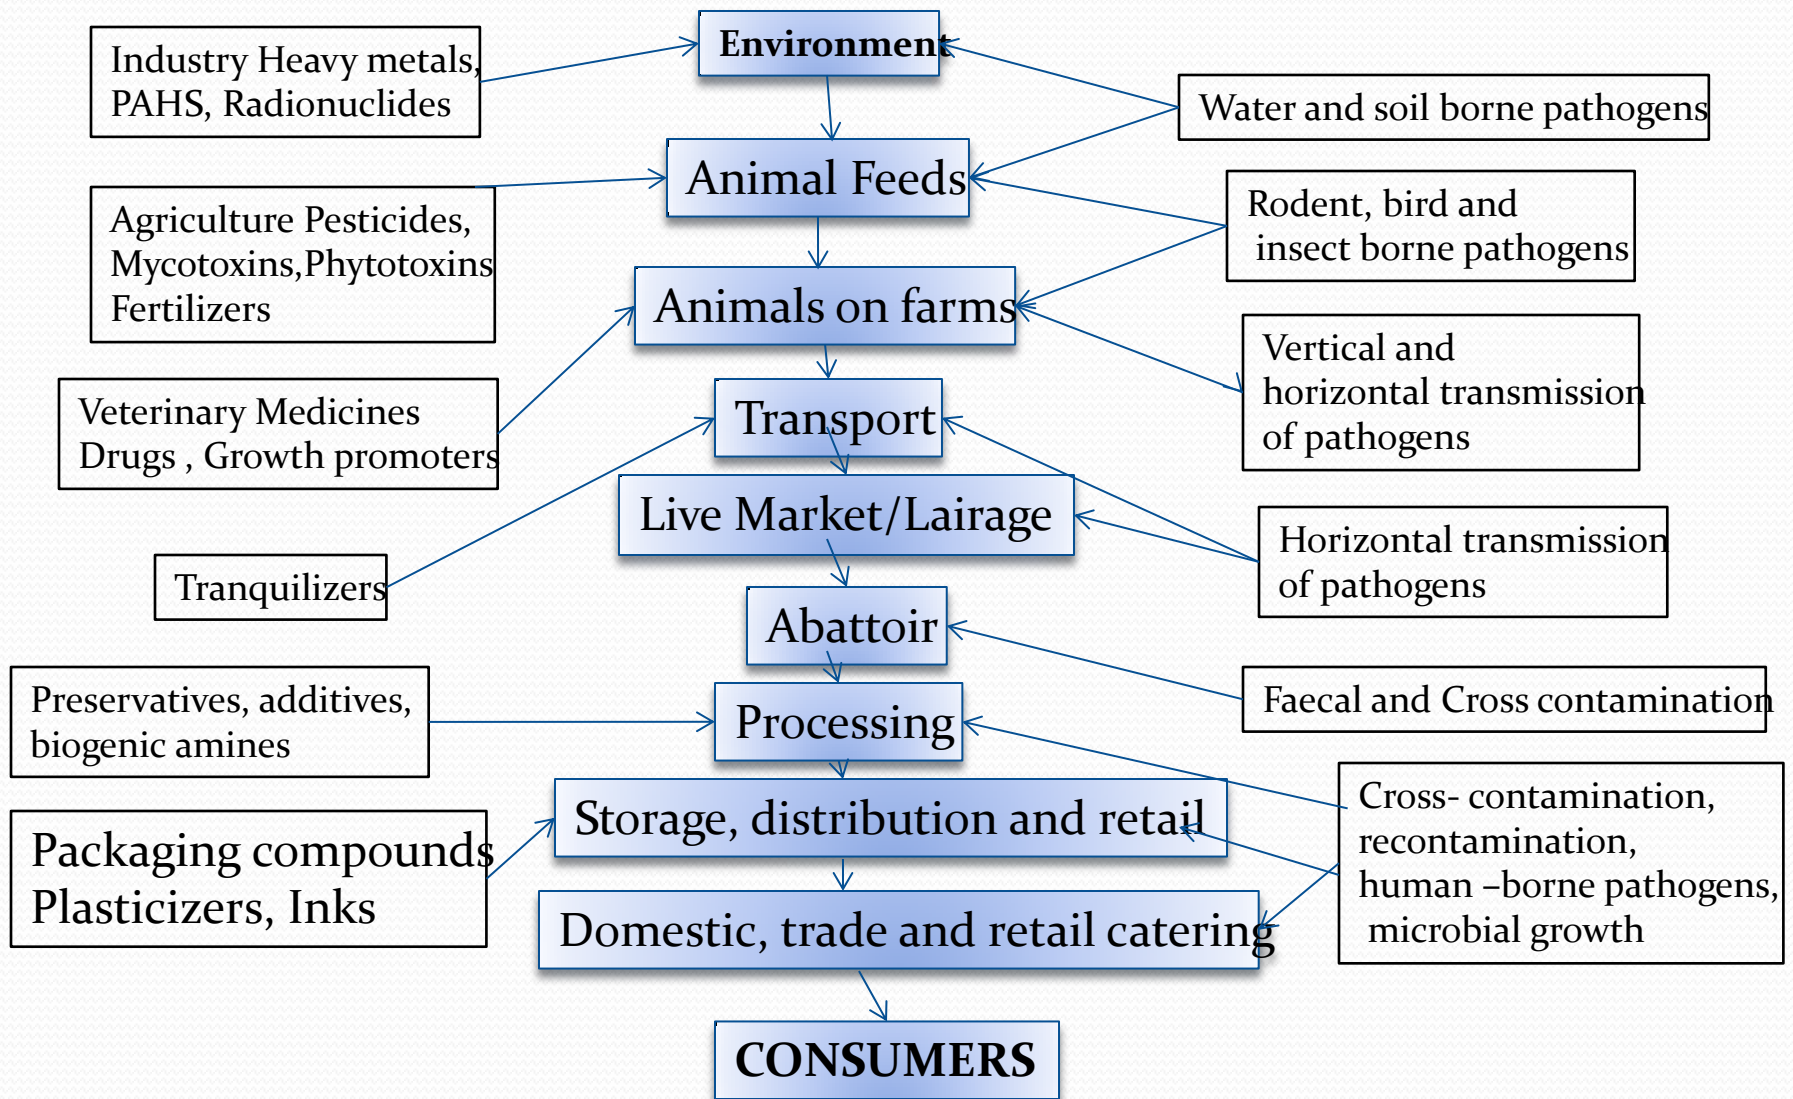 Environment
Industry Heavy metals,
PAHS, Radionuclides
Water and soil borne pathogens
Animal Feeds
Agriculture Pesticides,
Mycotoxins,Phytotoxins
Fertilizers
Rodent, bird and
insect borne pathogens
Animals on farms
Vertical and
horizontal transmission
of pathogens
Veterinary Medicines
Drugs , Growth promoters
Transport
Live Market/Lairage
Horizontal transmission
of pathogens
Tranquilizers
Abattoir
Faecal and Cross contamination
Preservatives, additives,
biogenic amines
Processing
Cross- contamination,
recontamination,
human –borne pathogens,
microbial growth
Storage, distribution and retail
Packaging compounds
Plasticizers, Inks
Domestic, trade and retail catering
CONSUMERS